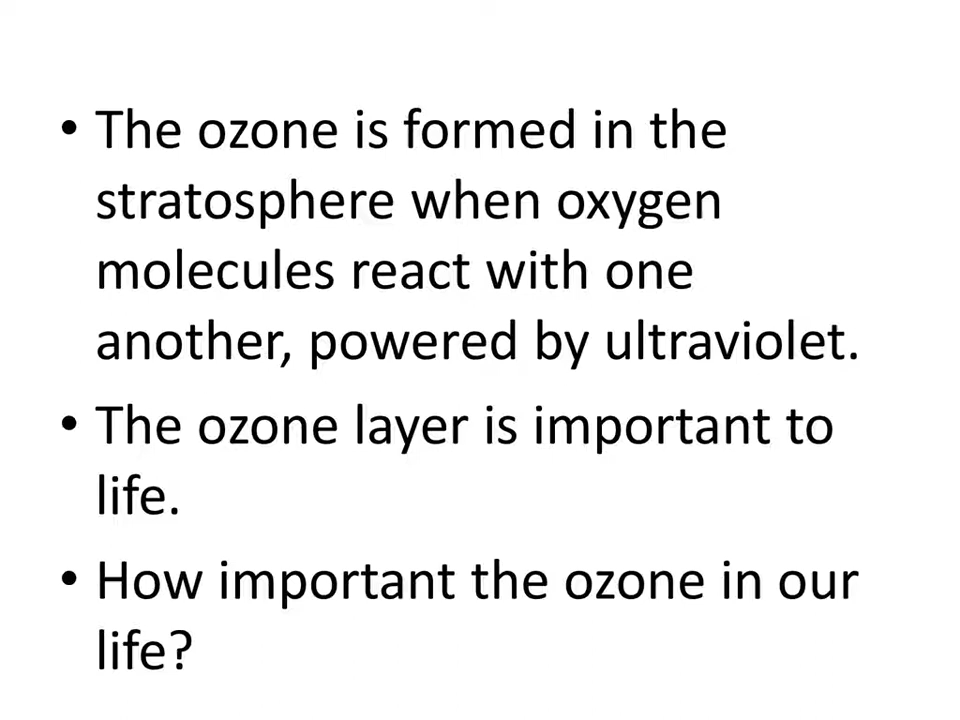 • The ozone is formed in the
stratosphere when oxygen
molecules react with one
another, powered by ultraviolet.
• The ozone layer is important to
life.
• How important the ozone in our
life?